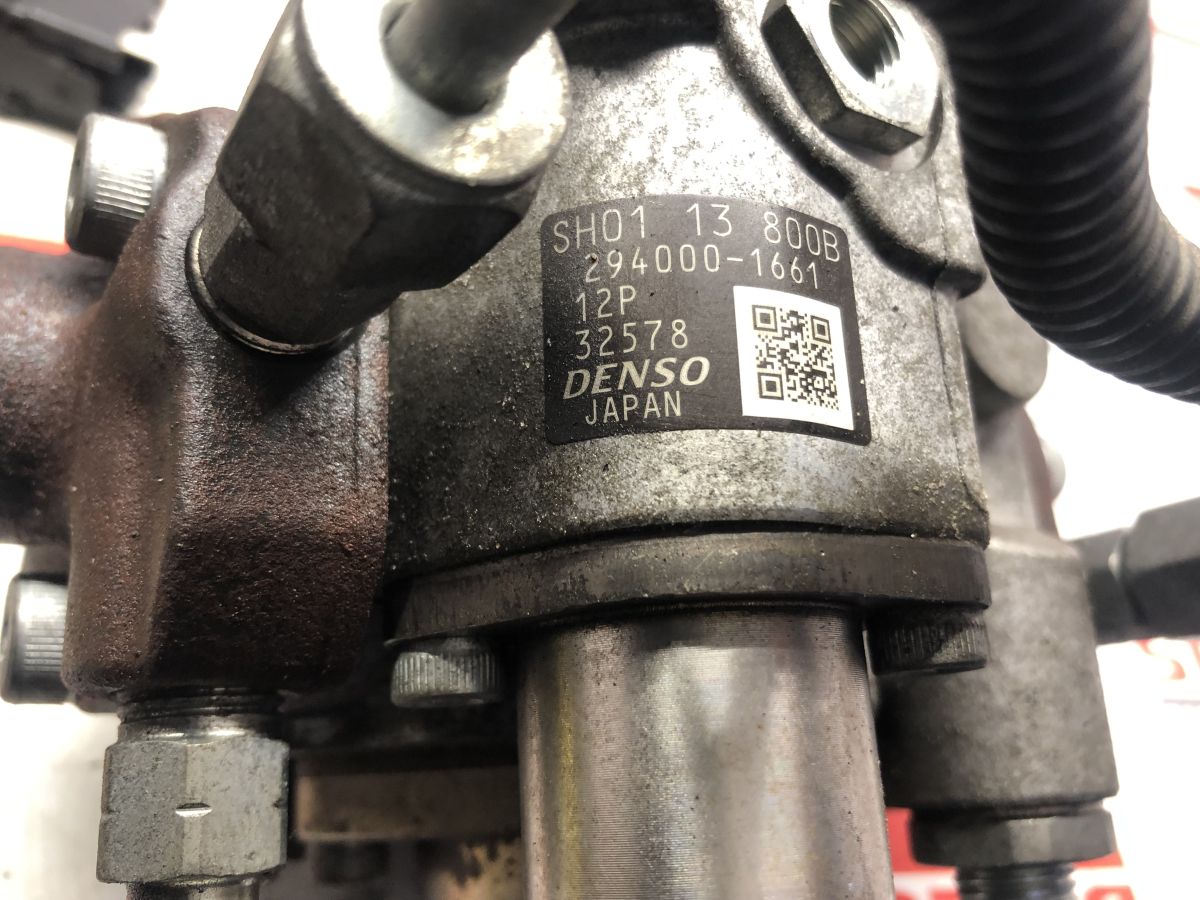 SH01 13 800B
294000-1661
12P
32578
DENSO
JAPAN